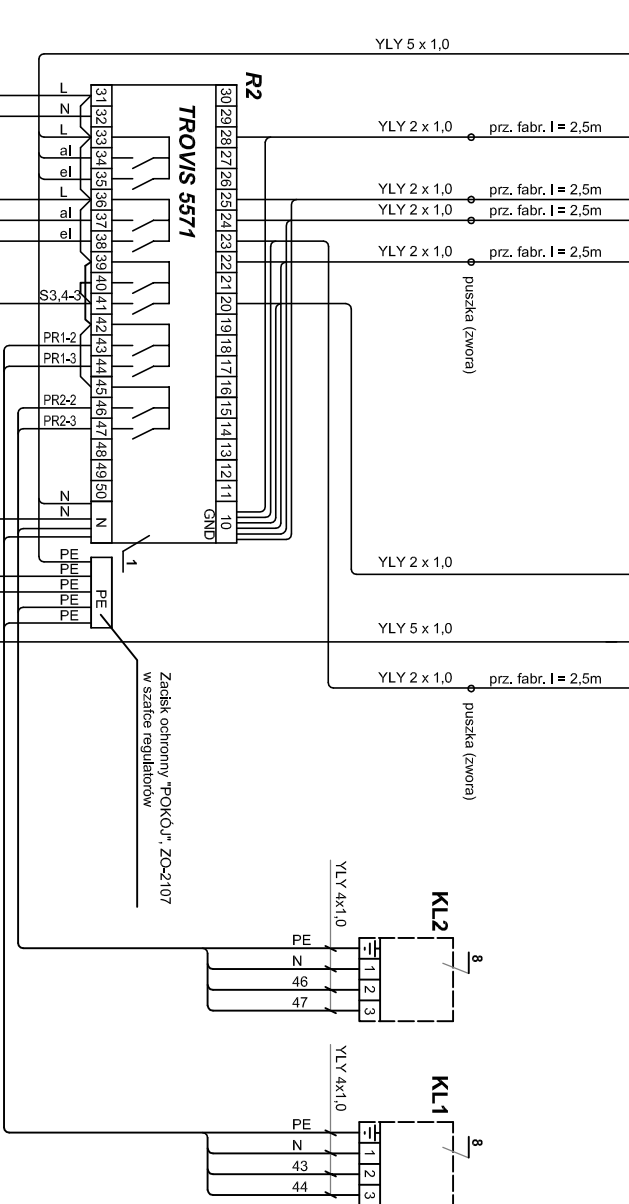 YLY 5 x 1,0
R2
TROVIS 5571
L
N
L
al
el
L
al
el
S3,4-3
PR1-2
PR1-3
PR2-2
PR2-3
N
N
PE
PE
PE
PE
PE
31
32
33
34
35
36
37
38
39
40
41
42
43
44
45
46
47
48
49
50
N
PE
30
29
28
27
26
25
24
23
22
21
20
19
18
17
16
15
14
13
12
11
10
GND
1
YLY 2 x 1,0 prz. fabr. l = 2,5m
YLY 2 x 1,0 prz. fabr. l = 2,5m
YLY 2 x 1,0 prz. fabr. l = 2,5m
YLY 2 x 1,0 prz. fabr. l = 2,5m
puszka (zwora)
YLY 2 x 1,0
YLY 5 x 1,0
YLY 2 x 1,0 prz. fabr. l = 2,5m
puszka (zwora)
Zacisk ochronny "POKÓJ", ZO-2107
w szafce regulatorów
KL2
8
YLY 4x1,0
PE
N
46
47
1
2
3
KL1
8
YLY 4x1,0
PE
N
43
44
1
2
3